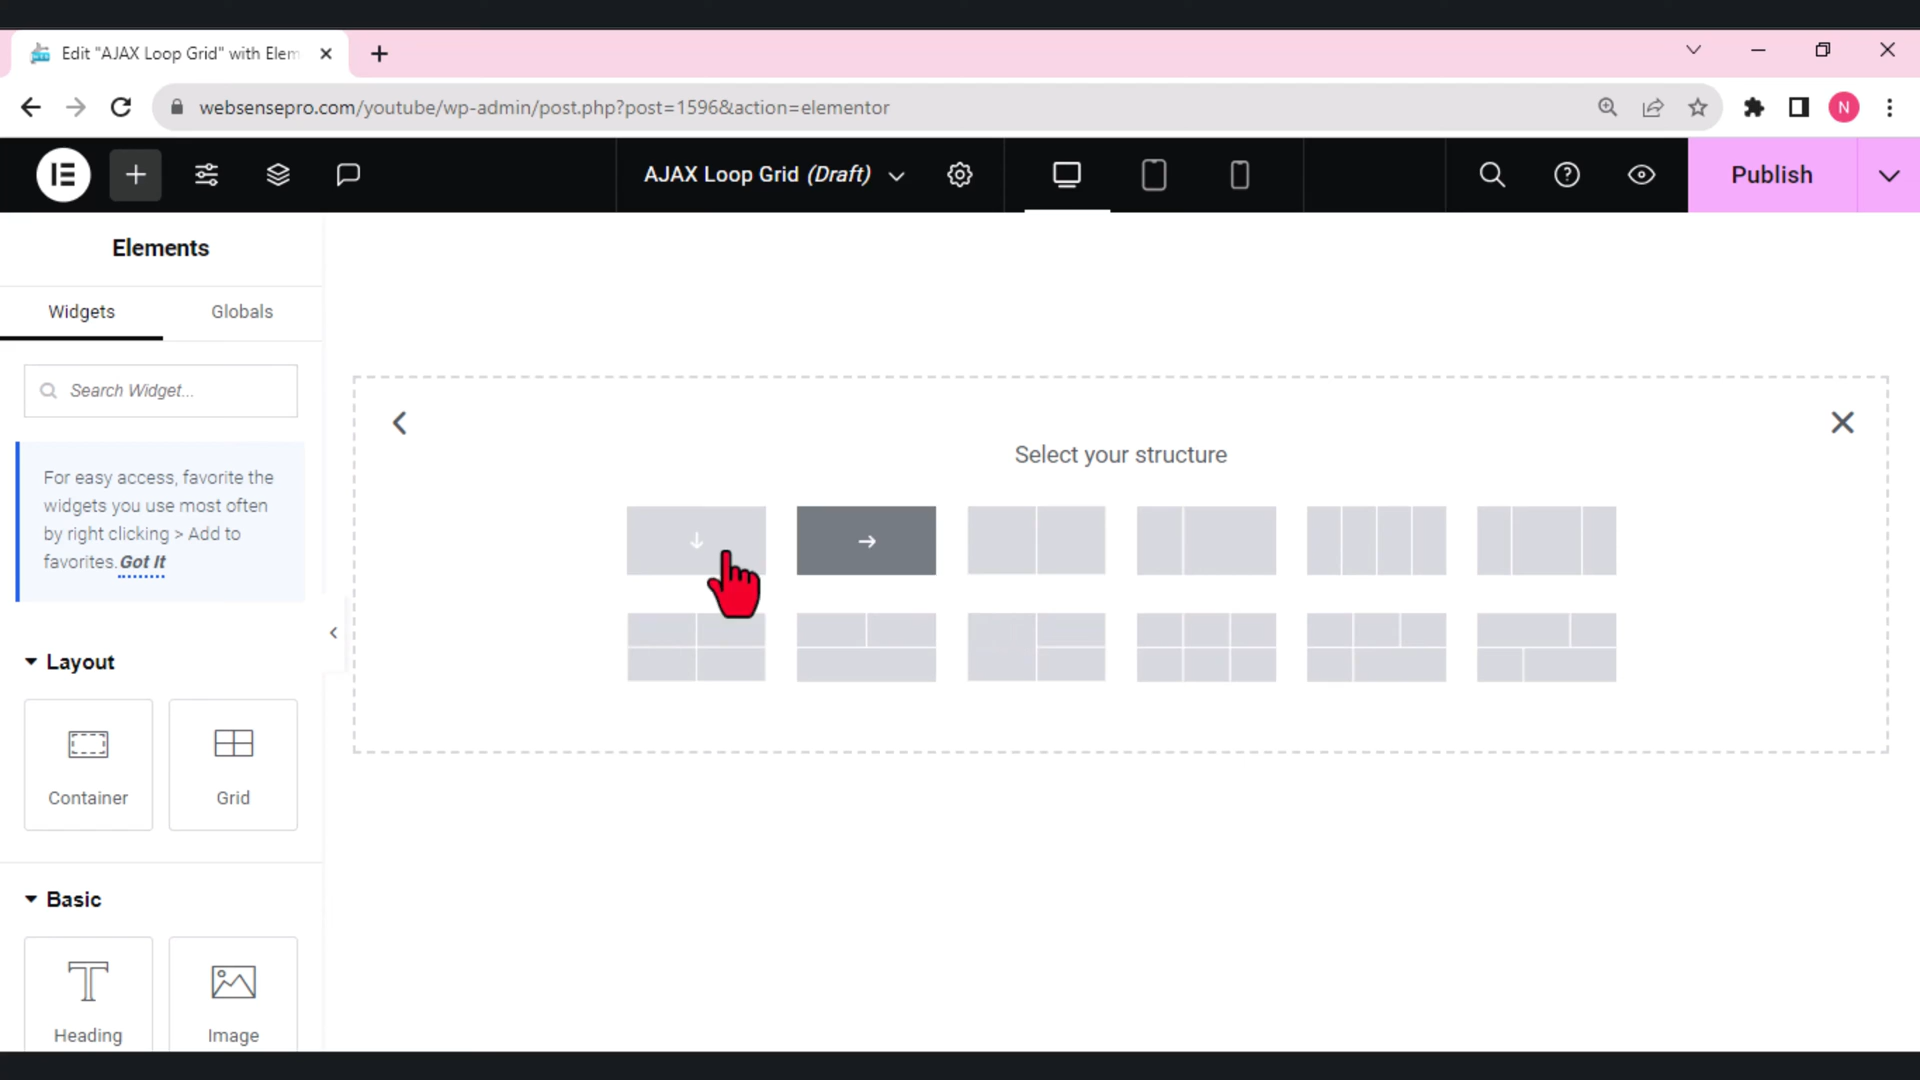 Edit "AJAX Loop Grid" with Elem
websensepro.com/youtube/wp-admin/post.php?post=1596&action=elementor
N
AJAX Loop Grid (Draft)
Publish
Elements
Widgets
Globals
Search Widget...
For easy access, favorite the
widgets you use most often
by right clicking > Add to
favorites. Got It
Select your structure
Layout
Container
Grid
Basic
Heading
Image